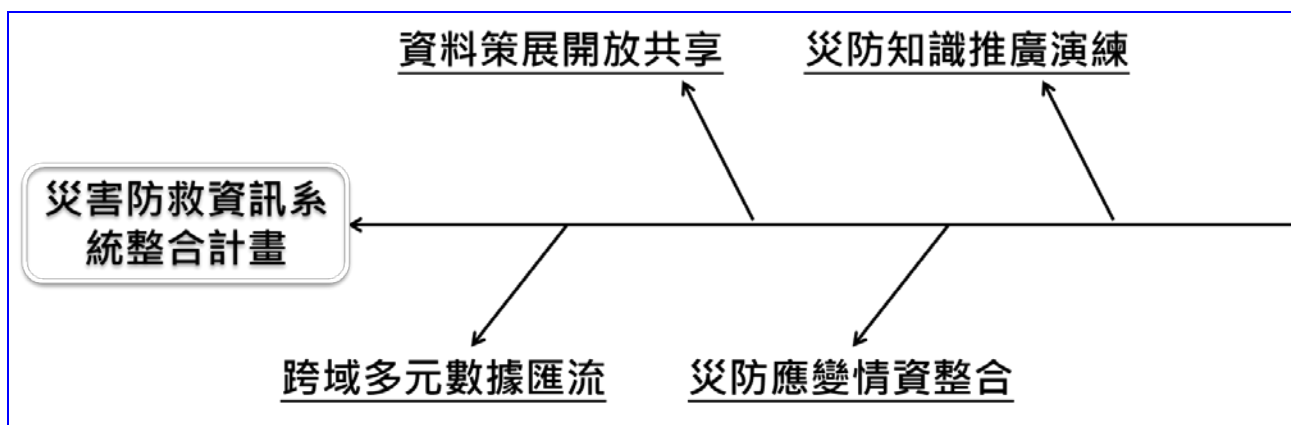 資料策展開放共享
災防知識推廣演練
災害防救資訊系
統整合計畫
跨域多元數據匯流
災防應變情資整合